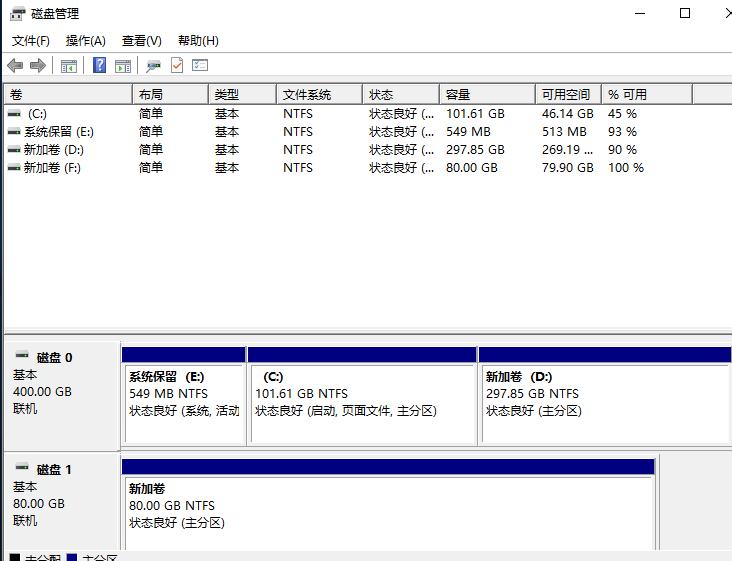 磁盘管理
文件(F) 操作(A) 查看(V) 帮助(H)
卷 布局 类型 文件系统 状态 容量 可用空间 % 可用
(C:) 简单 基本 NTFS 状态良好 (... 101.61 GB 46.14 GB 45 %
系统保留 (E:) 简单 基本 NTFS 状态良好 (... 549 MB 513 MB 93 %
新加卷 (D:) 简单 基本 NTFS 状态良好 (... 297.85 GB 269.19 ... 90 %
新加卷 (F:) 简单 基本 NTFS 状态良好 (... 80.00 GB 79.90 GB 100 %
磁盘 0
基本
400.00 GB
联机
系统保留 (E:)
549 MB NTFS
状态良好 (系统, 活动
(C:)
101.61 GB NTFS
状态良好 (启动, 页面文件, 主分区)
新加卷 (D:)
297.85 GB NTFS
状态良好 (主分区)
磁盘 1
基本
80.00 GB
联机
新加卷
80.00 GB NTFS
状态良好 (主分区)
未分配 主分区